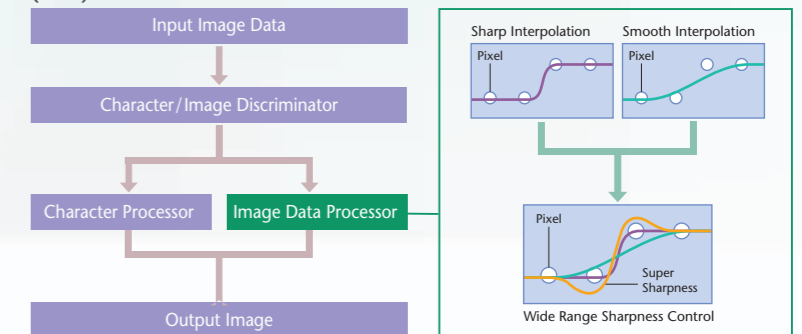 Input Image Data
Character/Image Discriminator
Character Processor
Image Data Processor
Output Image
Sharp Interpolation
Smooth Interpolation
Pixel
Pixel
Pixel
Super
Sharpness
Wide Range Sharpness Control